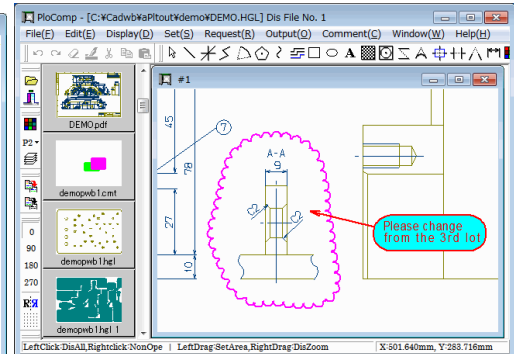 PloComp - [C:¥Cadwb¥aPltout¥demo¥DEMO.HGL] Dis File No. 1
File(F) Edit(E) Display(D) Set(S) Request(R) Output(O) Comment(C) Window(W) Help(H)
A
#1
DEMO.pdf
P2
demopwb1.cmt
0
90
demopwb1.hgl
180
270
R:Я
demopwb1.hgl 1
45
7
A-A
9
78
C2
C2
27
10
Please change
from the 3rd lot
LeftClick:DisAll,Rightclick:NonOpe | LeftDrag:SetArea,RightDrag:DisZoom
X:501.640mm, Y:283.716mm